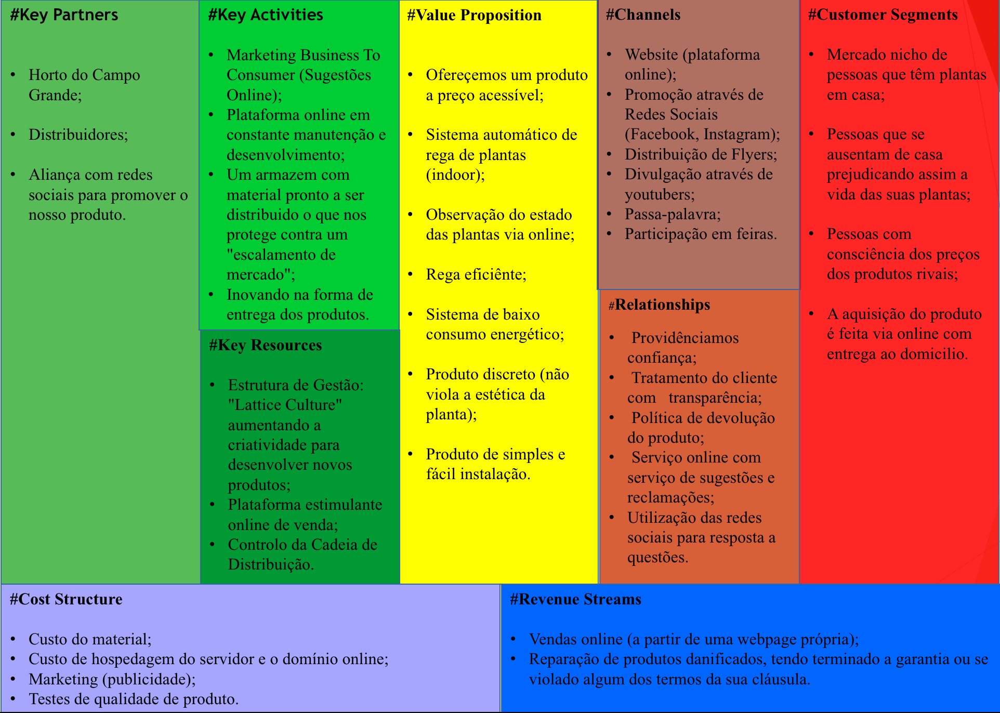 #Key Partners
• Horto do Campo
Grande;
• Distribuidores;
• Aliança com redes
sociais para promover o
nosso produto.
#Key Activities
• Marketing Business To
Consumer (Sugestões
Online);
• Plataforma online em
constante manutenção e
desenvolvimento;
• Um armazem com
material pronto a ser
distribuido o que nos
protege contra um
"escalamento de
mercado";
• Inovando na forma de
entrega dos produtos.
#Key Resources
• Estrutura de Gestão:
"Lattice Culture"
aumentando a
criatividade para
desenvolver novos
produtos;
• Plataforma estimulante
online de venda;
• Controlo da Cadeia de
Distribuição.
#Value Proposition
• Ofereçemos um produto
a preço acessível;
• Sistema automático de
rega de plantas
(indoor);
• Observação do estado
das plantas via online;
• Rega eficiênte;
• Sistema de baixo
consumo energético;
• Produto discreto (não
viola a estética da
planta);
• Produto de simples e
fácil instalação.
#Channels
• Website (plataforma
online);
• Promoção através de
Redes Sociais
(Facebook, Instagram);
• Distribuição de Flyers;
• Divulgação através de
youtubers;
• Passa-palavra;
• Participação em feiras.
#Relationships
• Providênciamos
confiança;
• Tratamento do cliente
com transparência;
• Política de devolução
do produto;
• Serviço online com
serviço de sugestões e
reclamações;
• Utilização das redes
sociais para resposta a
questões.
#Customer Segments
• Mercado nicho de
pessoas que têm plantas
em casa;
• Pessoas que se
ausentam de casa
prejudicando assim a
vida das suas plantas;
• Pessoas com
consciência dos preços
dos produtos rivais;
• A aquisição do produto
é feita via online com
entrega ao domicilio.
#Cost Structure
• Custo do material;
• Custo de hospedagem do servidor e o domínio online;
• Marketing (publicidade);
• Testes de qualidade de produto.
#Revenue Streams
• Vendas online (a partir de uma webpage própria);
• Reparação de produtos danificados, tendo terminado a garantia ou se
violado algum dos termos da sua cláusula.